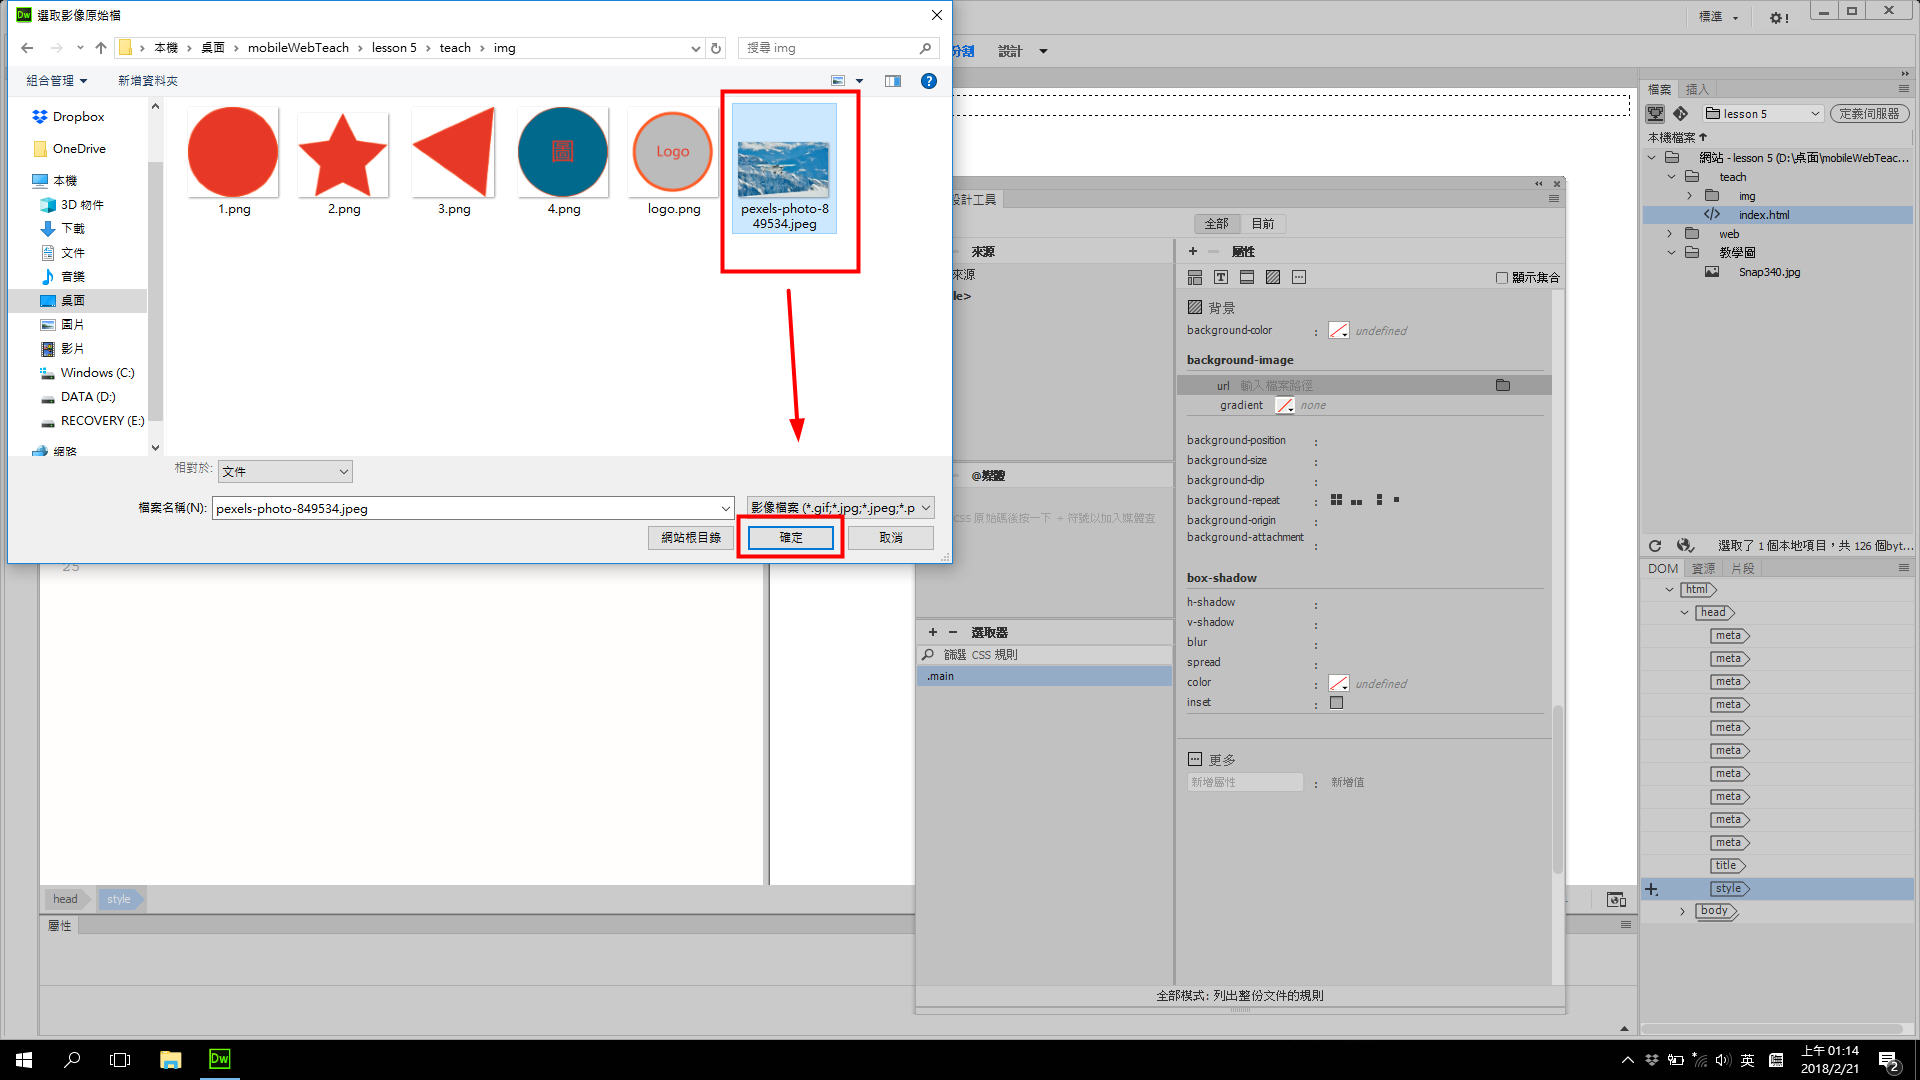 選取影像原始檔
本機 桌面 mobileWebTeach lesson 5 teach img
搜尋 img
組合管理
新增資料夾
Dropbox
OneDrive
本機
3D 物件
下載
文件
音樂
桌面
圖片
影片
Windows (C:)
DATA (D:)
RECOVERY (E:)
網路
1.png
2.png
3.png
圖
4.png
Logo
logo.png
pexels-photo-8
49534.jpeg
相對於: 文件
檔案名稱(N): pexels-photo-849534.jpeg
影像檔案 (*.gif;*.jpg;*.jpeg;*.p
網站根目錄
確定
取消
分割
設計
標準
25
head
style
屬性
設計工具
全部
目前
來源
來源
le>
@媒體
css 原始碼後按一下 + 符號以加入媒體查
選取器
篩選 CSS 規則
.main
屬性
顯示集合
背景
background-color : undefined
background-image
url 輸入檔案路徑
gradient none
background-position :
background-size :
background-clip :
background-repeat :
background-origin :
background-attachment :
box-shadow
h-shadow :
v-shadow :
blur :
spread :
color : undefined
inset :
更多
新增屬性 : 新增值
全部模式: 列出整份文件的規則
檔案
插入
lesson 5
定義伺服器
本機檔案
網站 - lesson 5 (D:\桌面\mobileWebTeac...
teach
img
index.html
web
教學圖
Snap340.jpg
選取了 1 個本地項目，共 126 個byt...
DOM
資源
片段
html
head
meta
meta
meta
meta
meta
meta
meta
meta
meta
meta
title
style
body
Dw
英
上午 01:14
2018/2/21
2